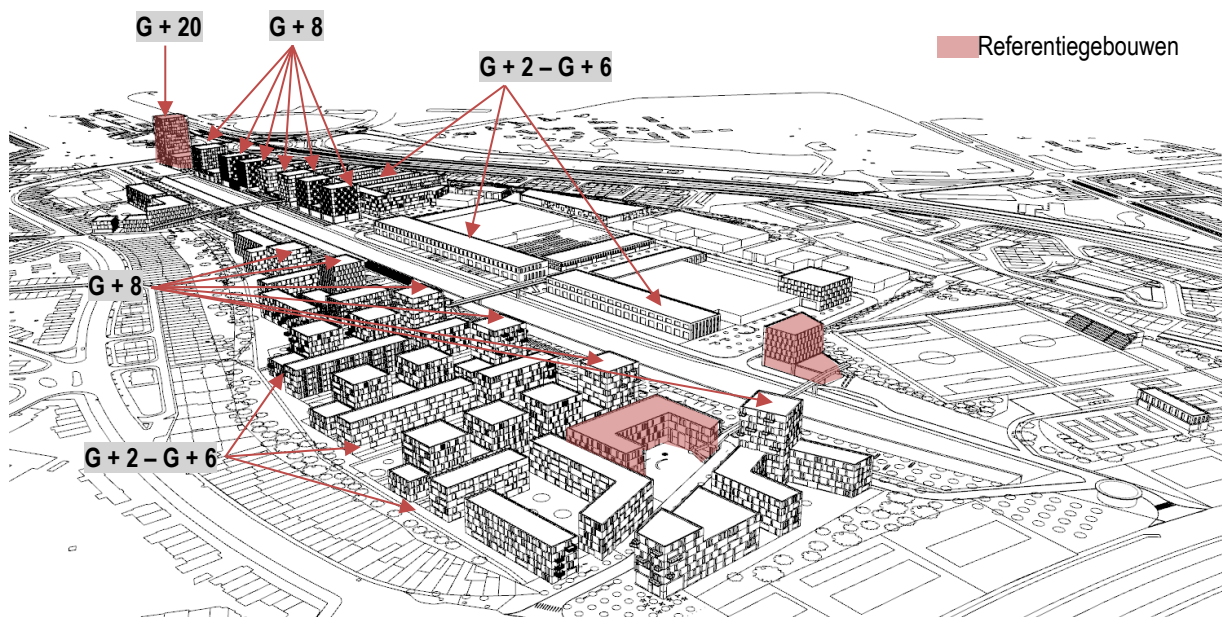 G + 20
G + 8
G + 2 – G + 6
Referentiegebouwen
G + 8
G + 2 – G + 6